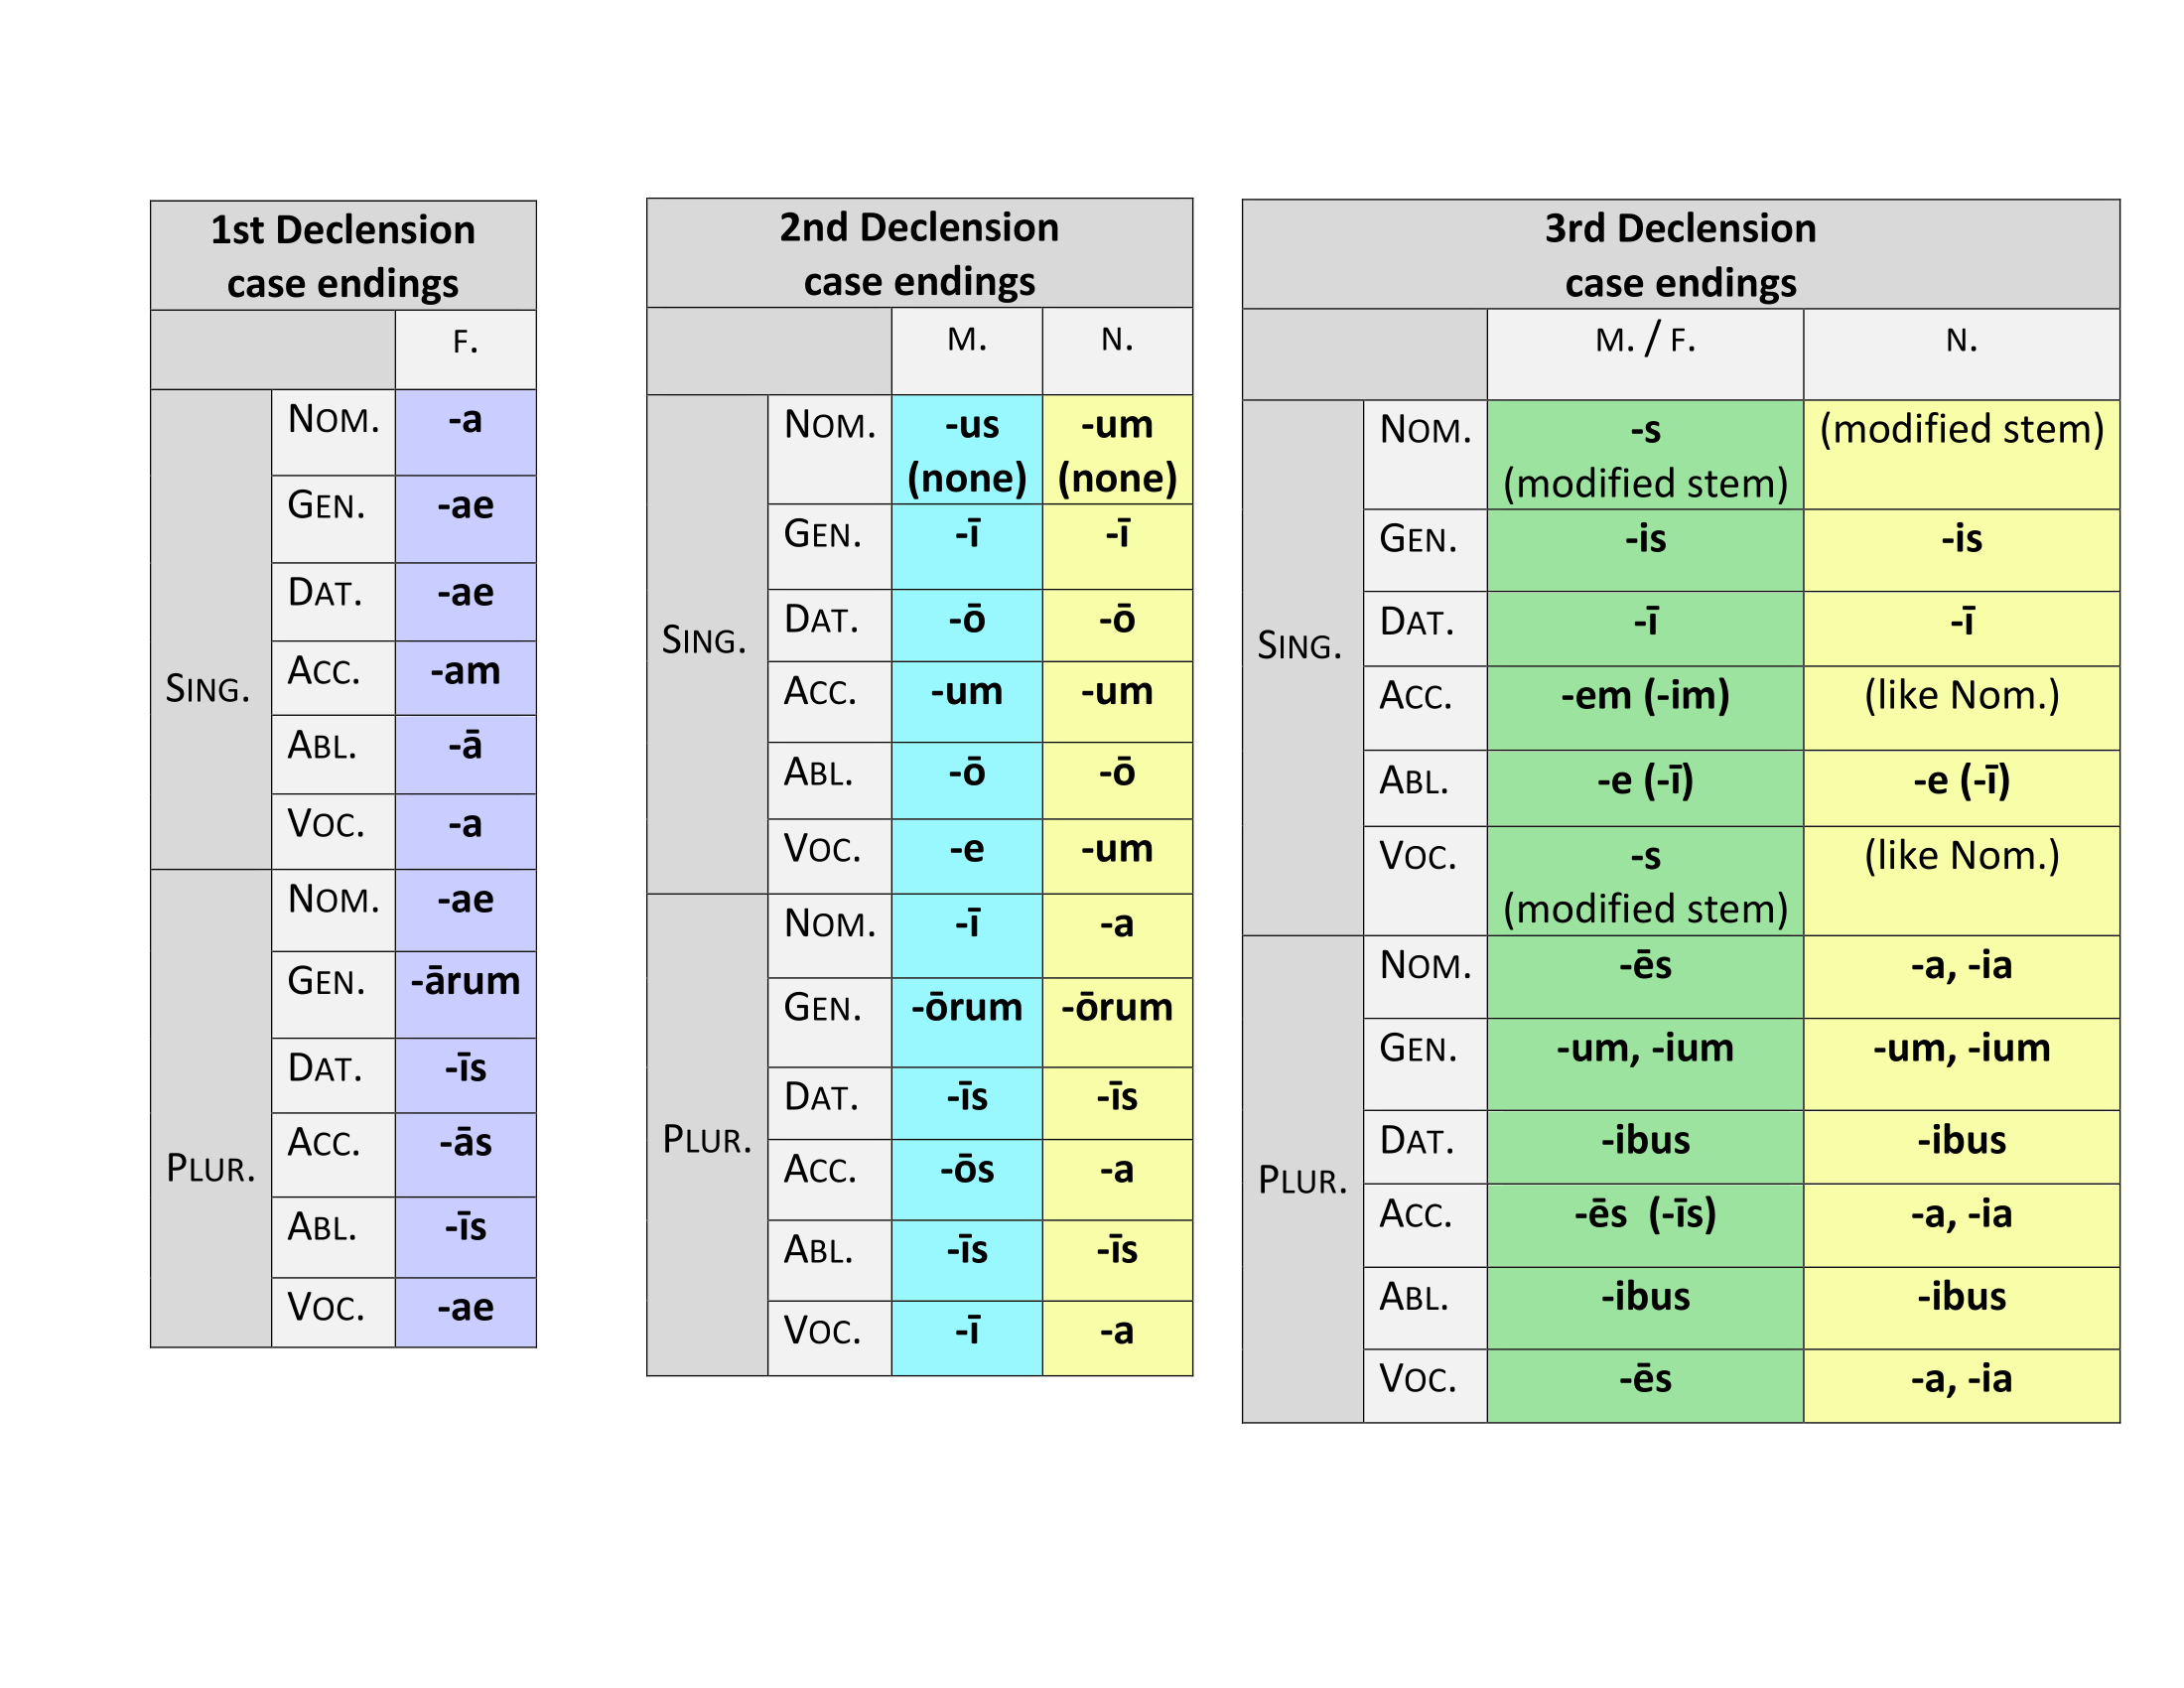 1st Declension
case endings
F.
SING.
NOM. -a
GEN. -ae
DAT. -ae
ACC. -am
ABL. -ā
VOC. -a
PLUR.
NOM. -ae
GEN. -ārum
DAT. -īs
ACC. -ās
ABL. -īs
VOC. -ae
2nd Declension
case endings
M. N.
SING.
NOM. -us -um
(none) (none)
GEN. -ī -ī
DAT. -ō -ō
ACC. -um -um
ABL. -ō -ō
VOC. -e -um
PLUR.
NOM. -ī -a
GEN. -ōrum -ōrum
DAT. -īs -īs
ACC. -ōs -a
ABL. -īs -īs
VOC. -ī -a
3rd Declension
case endings
M. / F. N.
SING.
NOM. -s (modified stem)
(modified stem)
GEN. -is -is
DAT. -ī -ī
ACC. -em (-im) (like Nom.)
ABL. -e (-ī) -e (-ī)
VOC. -s (like Nom.)
(modified stem)
PLUR.
NOM. -ēs -a, -ia
GEN. -um, -ium -um, -ium
DAT. -ibus -ibus
ACC. -ēs (-īs) -a, -ia
ABL. -ibus -ibus
VOC. -ēs -a, -ia